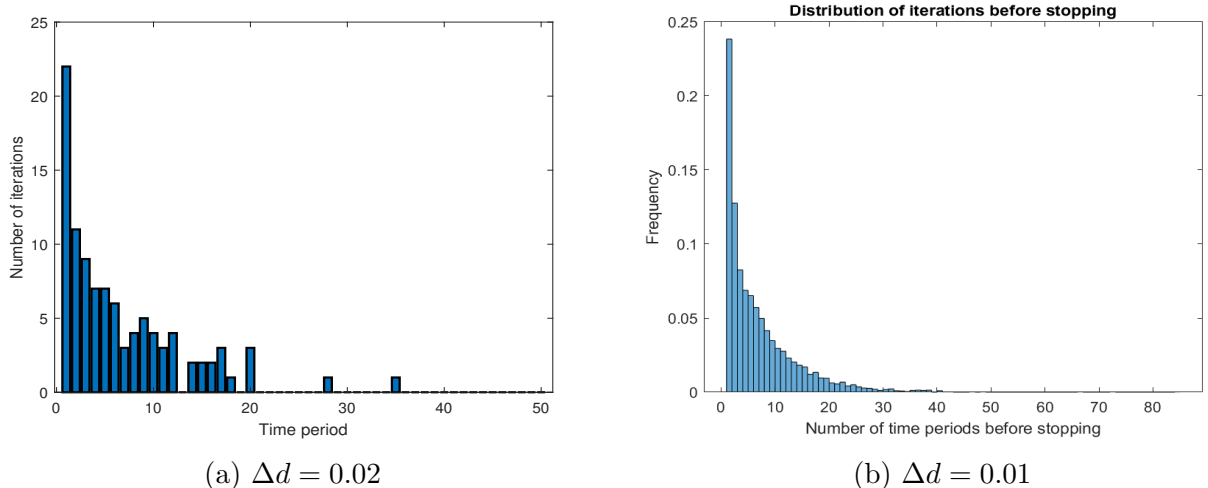 25
20
15
10
5
0
Number of iterations
0 10 20 30 40 50
Time period
(a) Δd = 0.02
Distribution of iterations before stopping
0.25
0.2
0.15
0.1
0.05
0
Frequency
0 10 20 30 40 50 60 70 80
Number of time periods before stopping
(b) Δd = 0.01